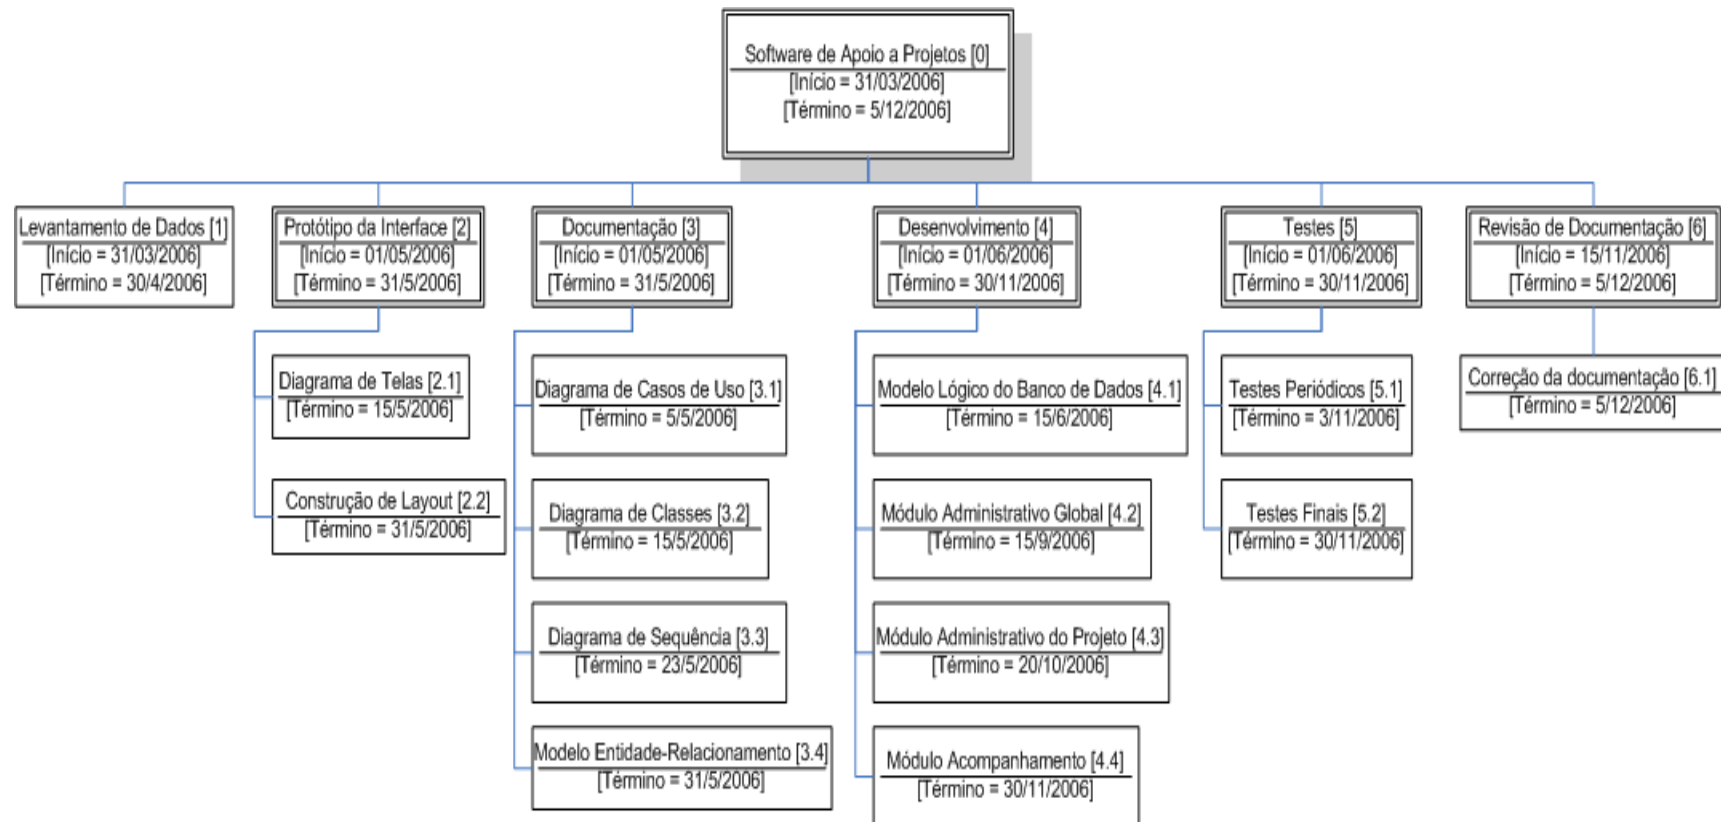 Software de Apoio a Projetos [0]
[Início = 31/03/2006]
[Término = 5/12/2006]
Levantamento de Dados [1]
[Início = 31/03/2006]
[Término = 30/4/2006]
Protótipo da Interface [2]
[Início = 01/05/2006]
[Término = 31/5/2006]
Documentação [3]
[Início = 01/05/2006]
[Término = 31/5/2006]
Desenvolvimento [4]
[Início = 01/06/2006]
[Término = 30/11/2006]
Testes [5]
[Início = 01/06/2006]
[Término = 30/11/2006]
Revisão de Documentação [6]
[Início = 15/11/2006]
[Término = 5/12/2006]
Diagrama de Telas [2.1]
[Término = 15/5/2006]
Construção de Layout [2.2]
[Término = 31/5/2006]
Diagrama de Casos de Uso [3.1]
[Término = 5/5/2006]
Diagrama de Classes [3.2]
[Término = 15/5/2006]
Diagrama de Sequência [3.3]
[Término = 23/5/2006]
Modelo Entidade-Relacionamento [3.4]
[Término = 31/5/2006]
Modelo Lógico do Banco de Dados [4.1]
[Término = 15/6/2006]
Módulo Administrativo Global [4.2]
[Término = 15/9/2006]
Módulo Administrativo do Projeto [4.3]
[Término = 20/10/2006]
Módulo Acompanhamento [4.4]
[Término = 30/11/2006]
Testes Periódicos [5.1]
[Término = 3/11/2006]
Testes Finais [5.2]
[Término = 30/11/2006]
Correção da documentação [6.1]
[Término = 5/12/2006]